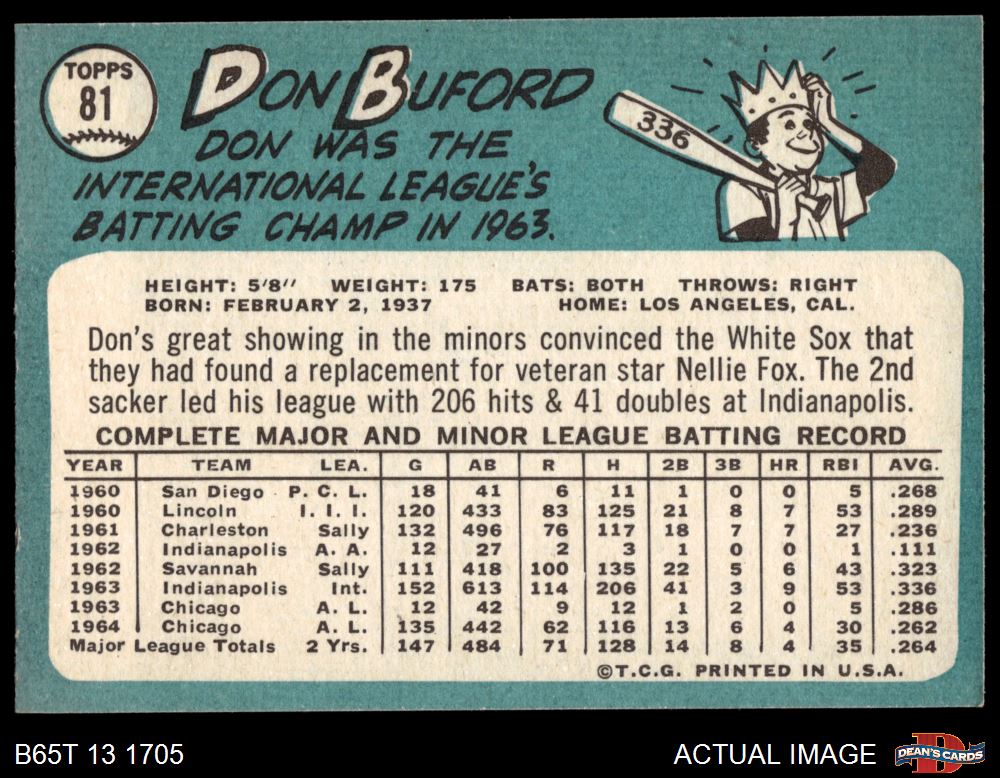 TOPPS
81
DON BUFORD
DON WAS THE
INTERNATIONAL LEAGUE'S
BATTING CHAMP IN 1963.
336
HEIGHT: 5'8" WEIGHT: 175 BATS: BOTH THROWS: RIGHT
BORN: FEBRUARY 2, 1937 HOME: LOS ANGELES, CAL.
Don's great showing in the minors convinced the White Sox that
they had found a replacement for veteran star Nellie Fox. The 2nd
sacker led his league with 206 hits & 41 doubles at Indianapolis.
COMPLETE MAJOR AND MINOR LEAGUE BATTING RECORD
YEAR TEAM LEA. G AB R H 2B 3B HR RBI AVG.
1960 San Diego P. C. L. 18 41 6 11 1 0 0 5 .268
1960 Lincoln I. I. I. 120 433 83 125 21 8 7 53 .289
1961 Charleston Sally 132 496 76 117 18 7 7 27 .236
1962 Indianapolis A. A. 12 27 2 3 1 0 0 1 .111
1962 Savannah Sally 111 418 100 135 22 5 6 43 .323
1963 Indianapolis Int. 152 613 114 206 41 3 9 53 .336
1963 Chicago A. L. 12 42 9 12 1 2 0 5 .286
1964 Chicago A. L. 135 442 62 116 13 6 4 30 .262
Major League Totals 2 Yrs. 147 484 71 128 14 8 4 35 .264
©T.C.G. PRINTED IN U.S.A.
B65T 13 1705
ACTUAL IMAGE
DEAN'S CARDS